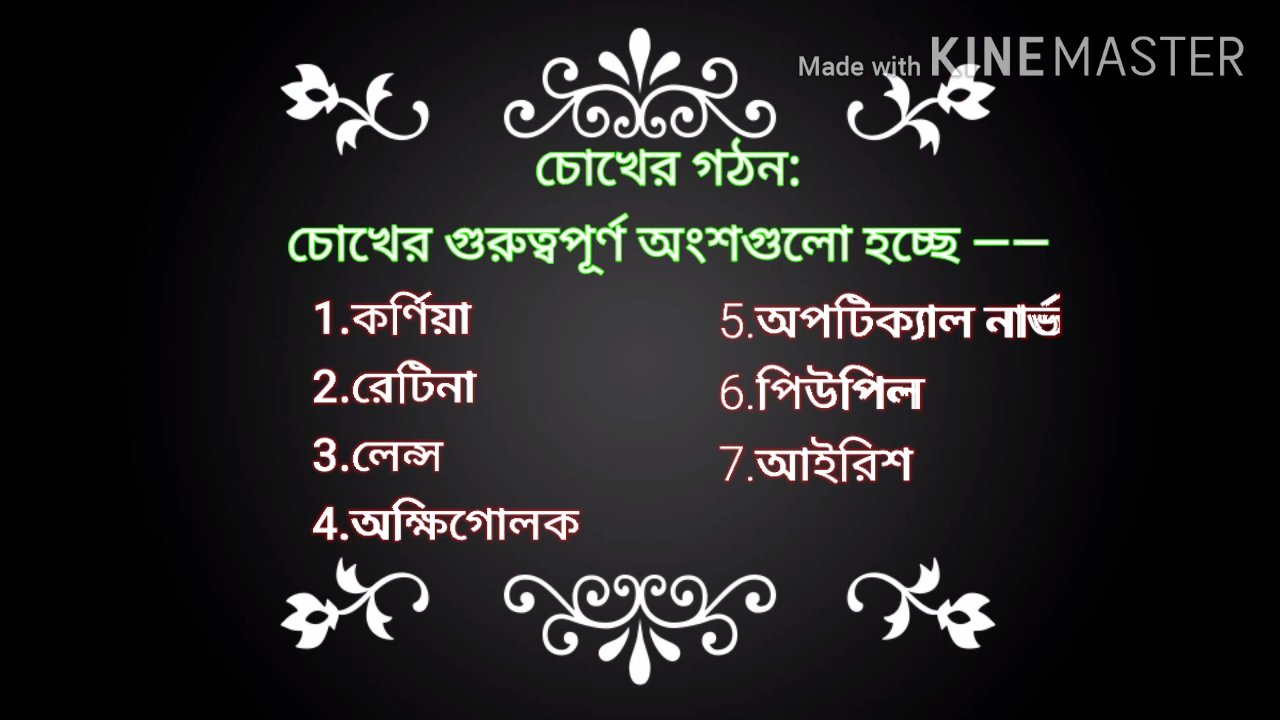 Made with KINEMASTER
চোখের গঠন:
চোখের গুরুত্বপূর্ণ অংশগুলো হচ্ছে ——
1.কর্ণিয়া
2.রেটিনা
3.লেন্স
4.অক্ষিগোলক
5.অপটিক্যাল নার্ভ
6.পিউপিল
7.আইরিশ